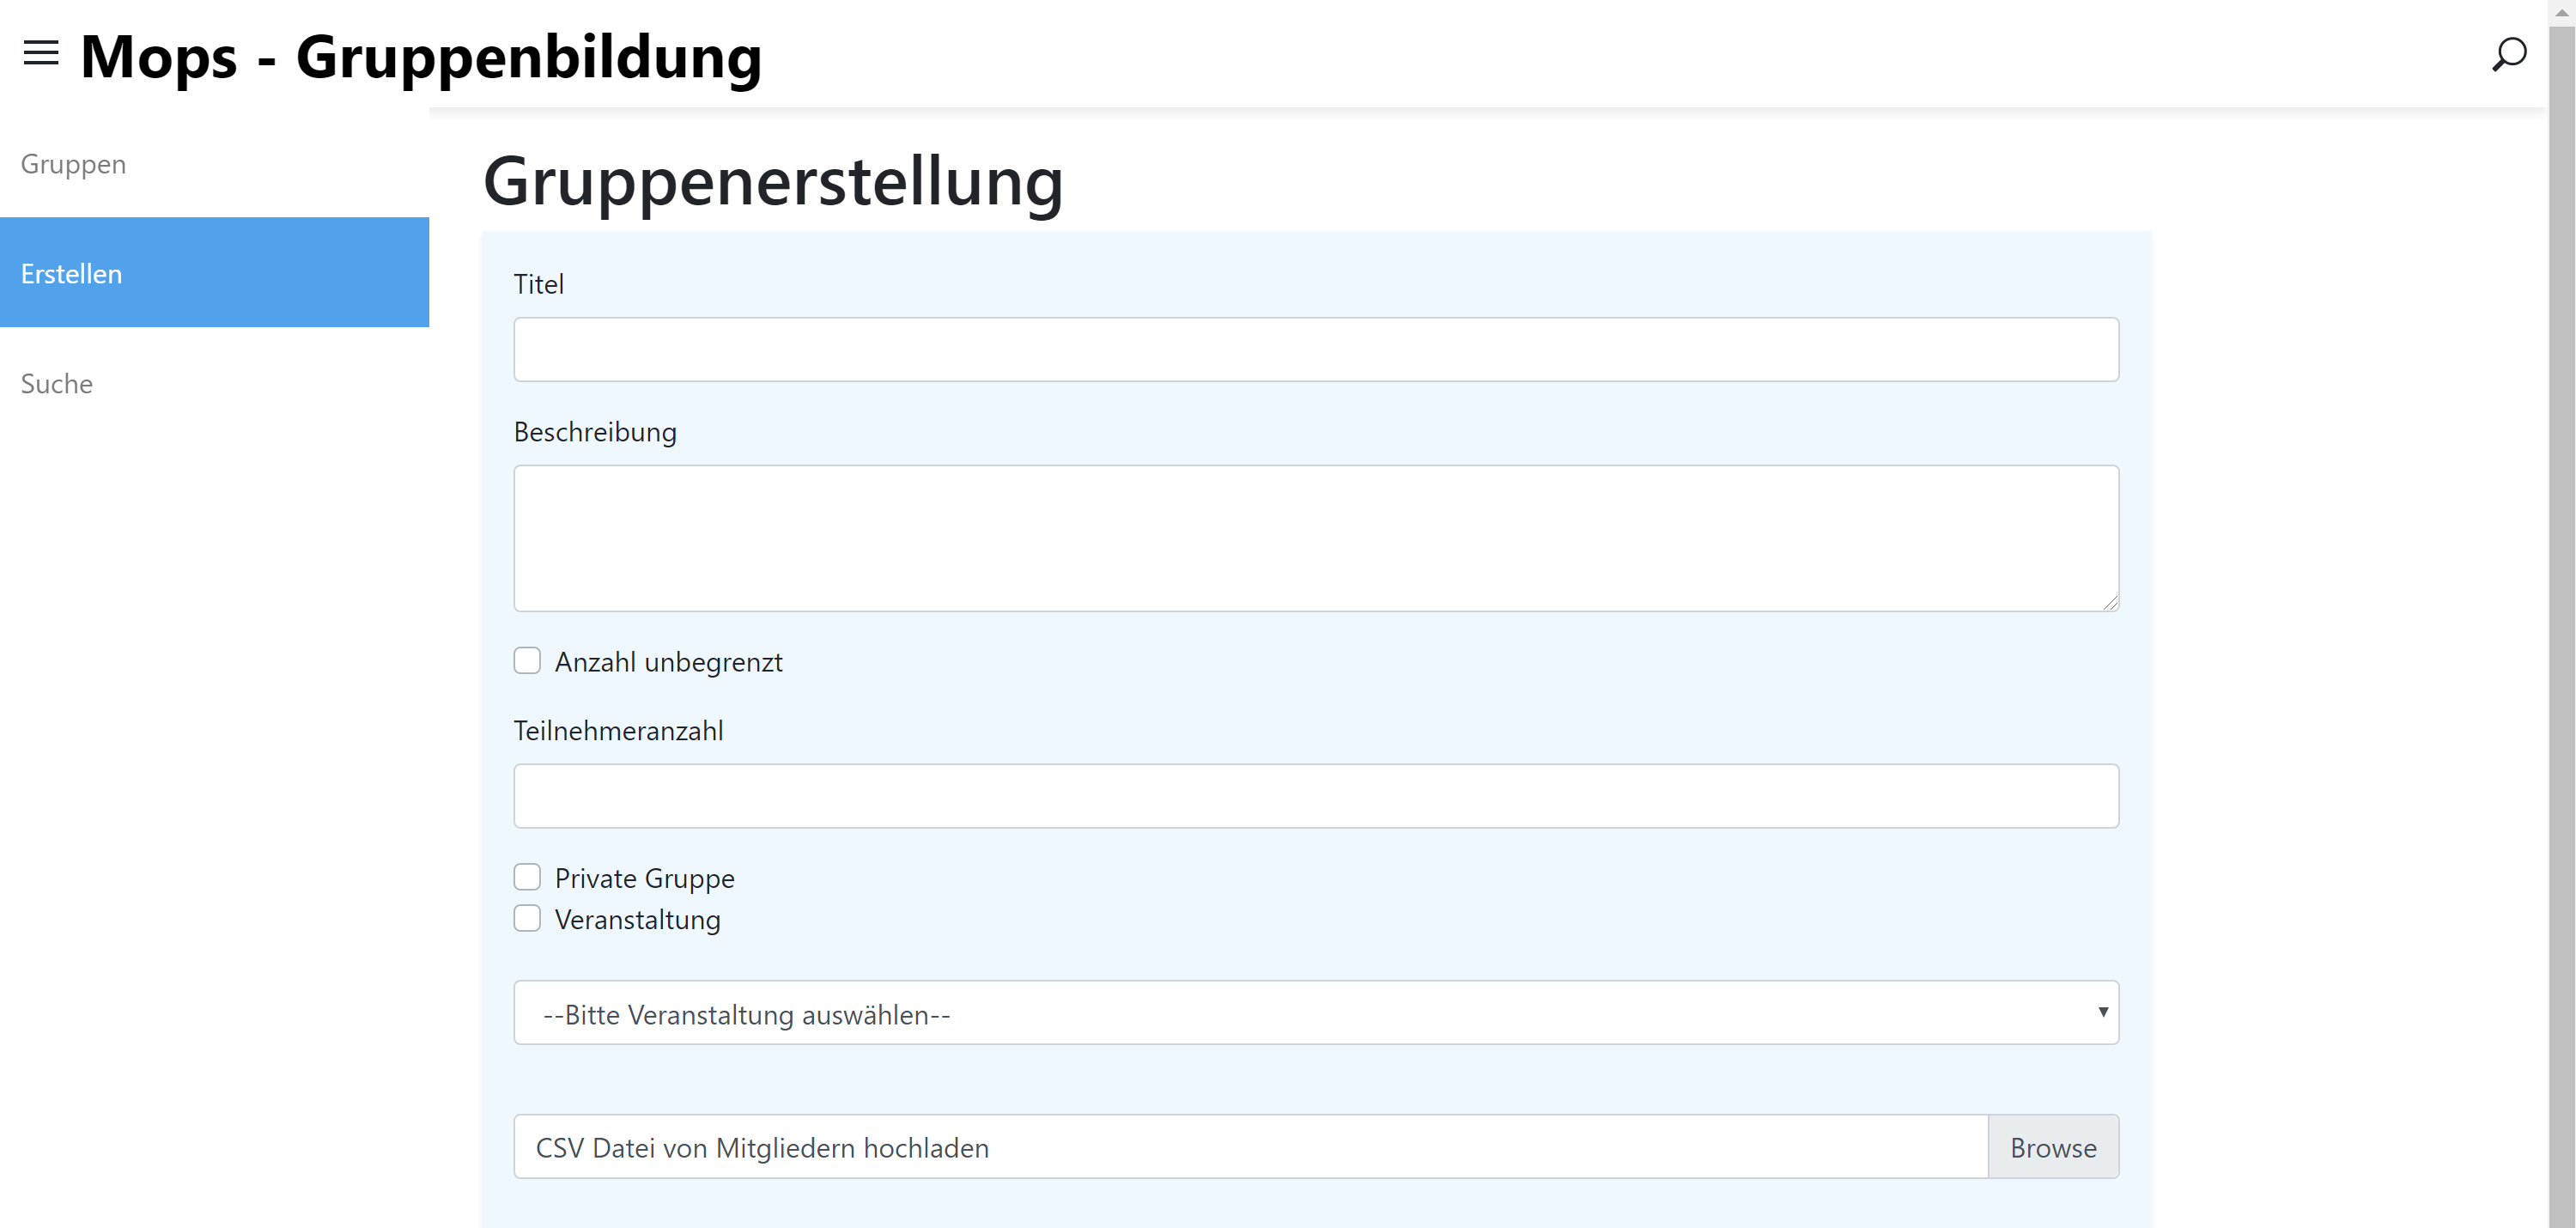 Mops - Gruppenbildung
Gruppen
Erstellen
Suche
Gruppenerstellung
Titel
Beschreibung
Anzahl unbegrenzt
Teilnehmeranzahl
Private Gruppe
Veranstaltung
--Bitte Veranstaltung auswählen--
CSV Datei von Mitgliedern hochladen
Browse